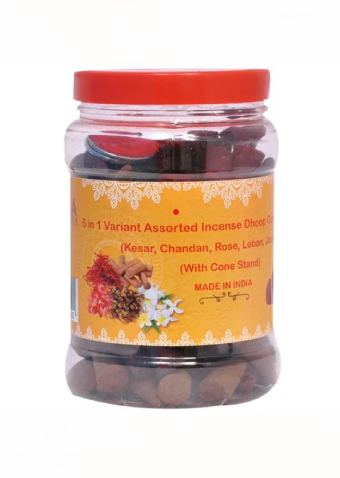 5 in 1 Variant Assorted Incense Dhoop
(Kesar, Chandan, Rose, Loban,
(With Cone Stand)
MADE IN INDIA